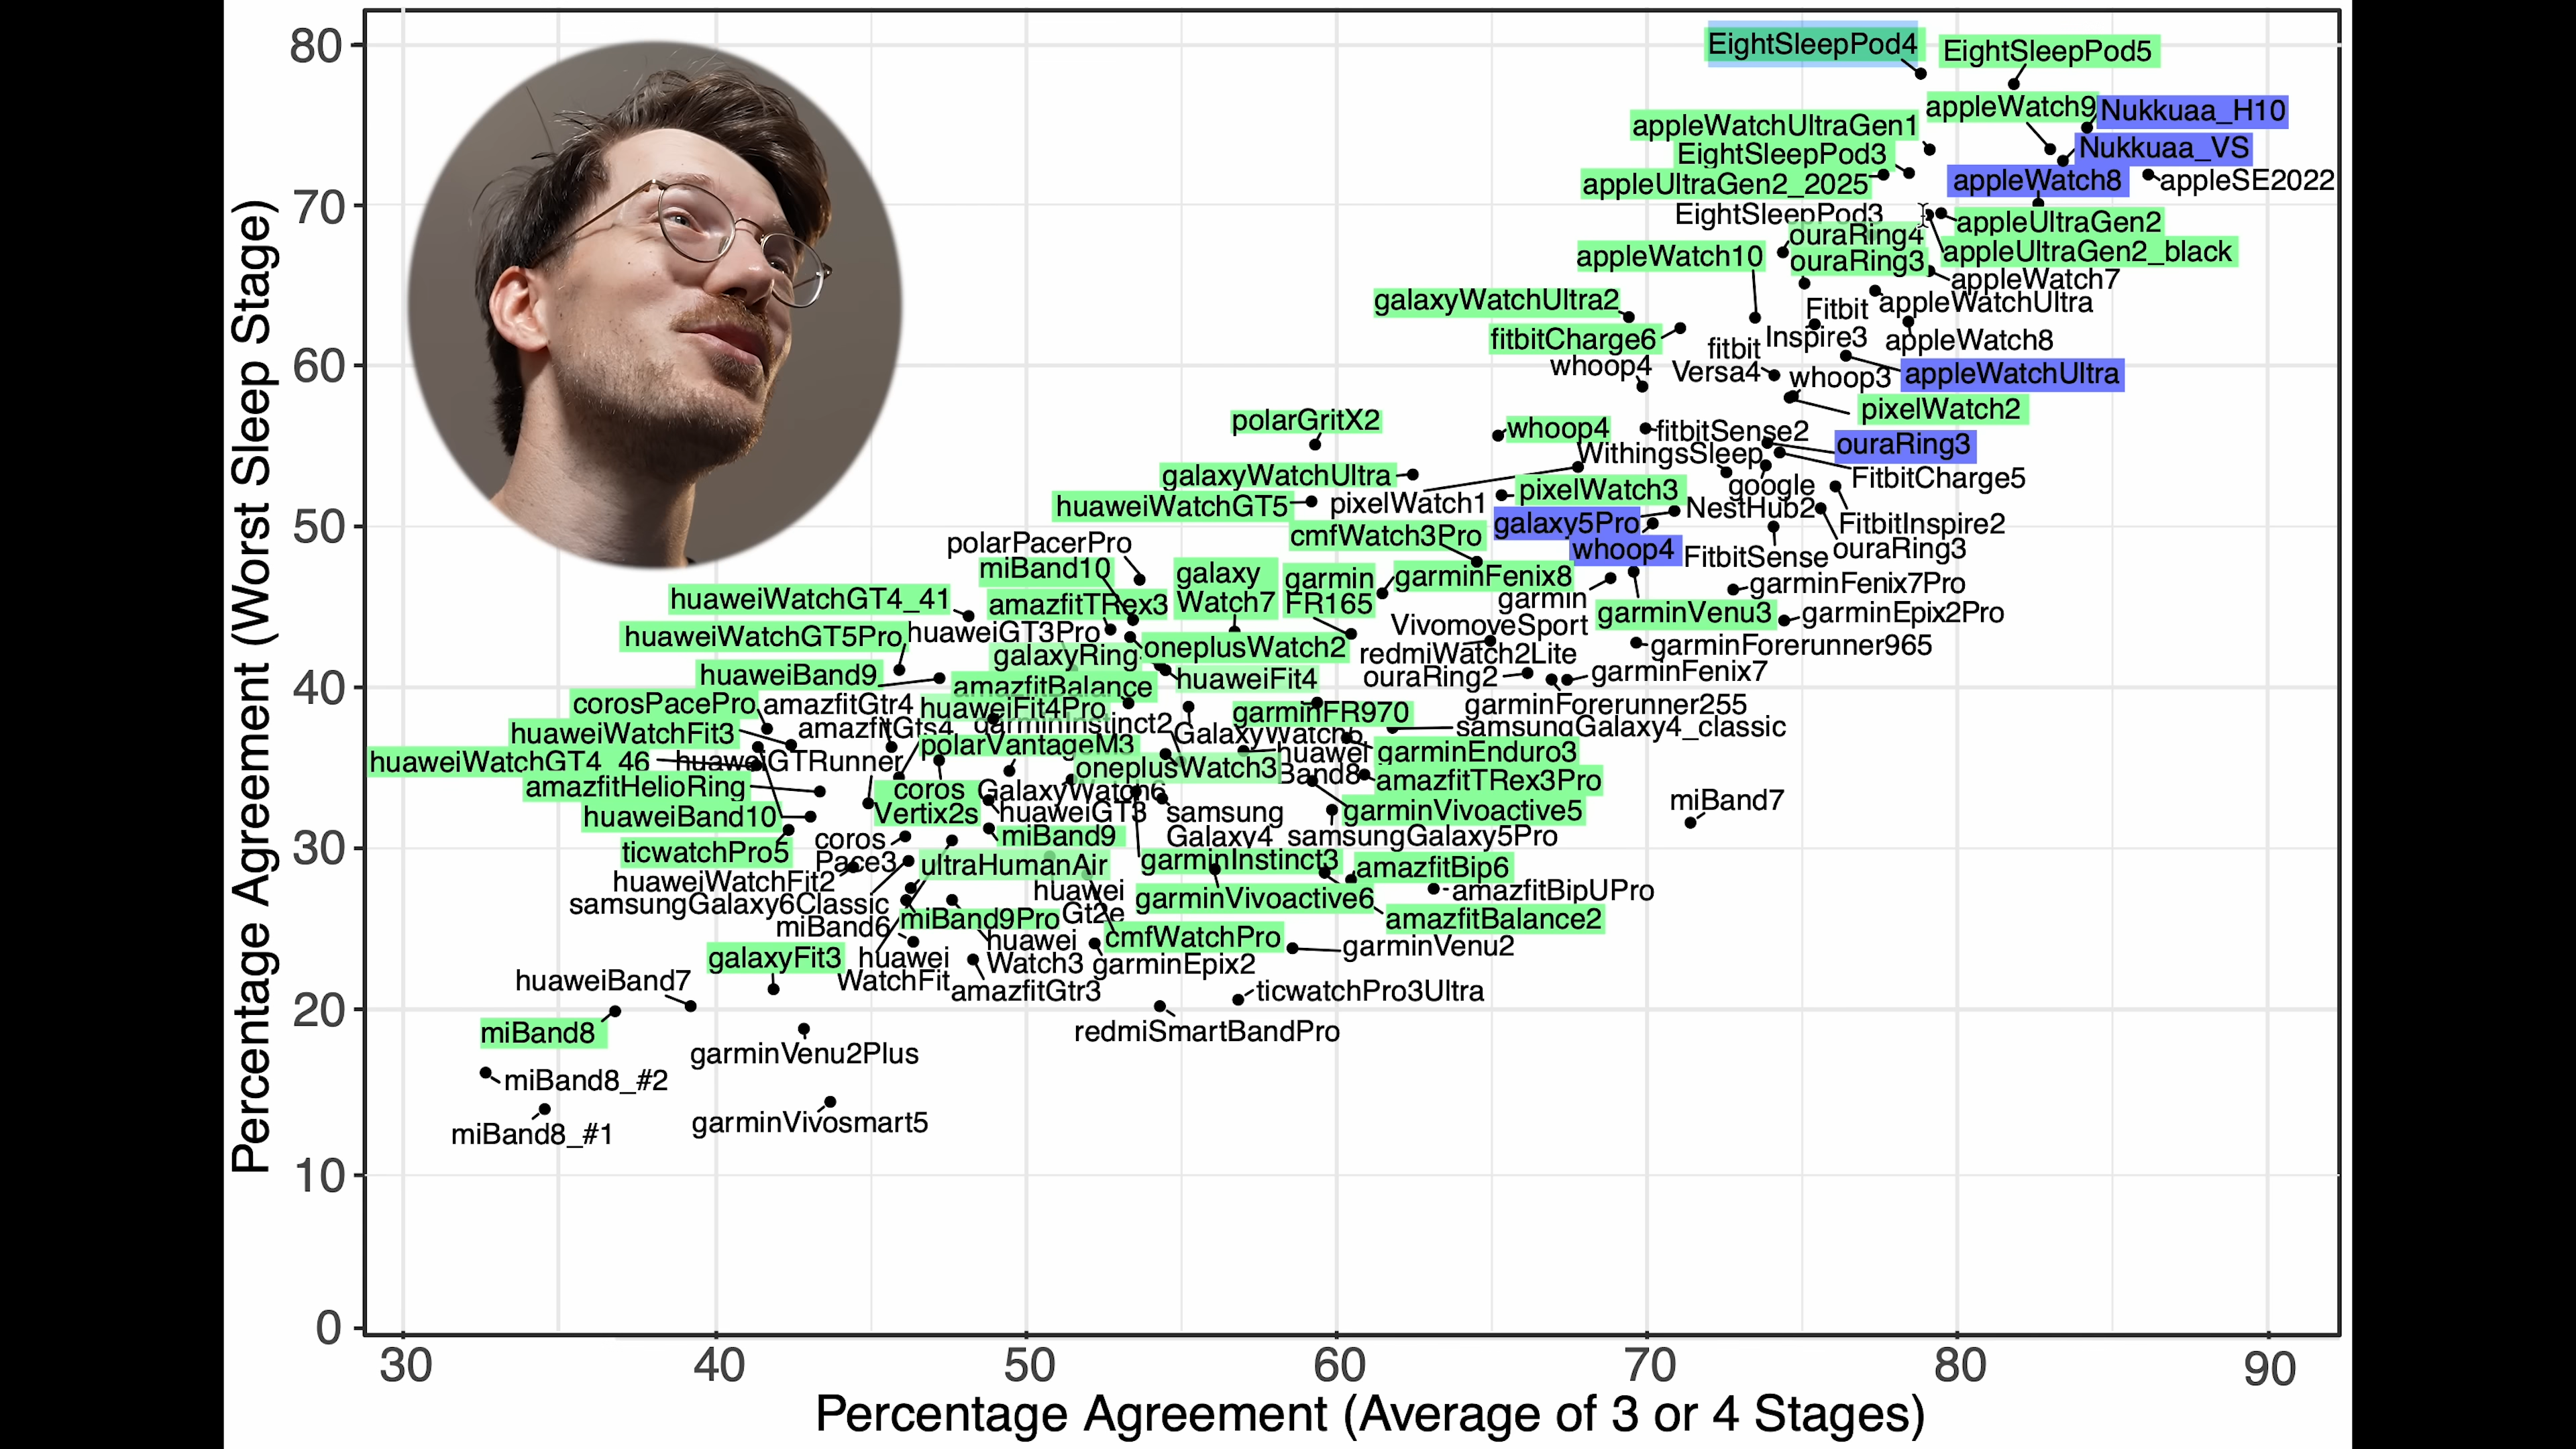 Percentage Agreement (Worst Sleep Stage)
80
70
60
50
40
30
20
10
0
EightSleepPod4
EightSleepPod5
appleWatch9
Nukkuaa_H10
appleWatchUltraGen1
Nukkuaa_VS
EightSleepPod3
appleWatch8
appleSE2022
appleUltraGen2_2025
EightSleepPod3
appleUltraGen2
ouraRing4
appleUltraGen2_black
appleWatch10
ouraRing3
appleWatch7
galaxyWatchUltra2
appleWatchUltra
Fitbit
Inspire3
fitbitCharge6
appleWatch8
fitbit
Versa4
whoop4
whoop3
appleWatchUltra
pixelWatch2
polarGritX2
whoop4
fitbitSense2
ouraRing3
WithingsSleep
galaxyWatchUltra
FitbitCharge5
google
NestHub2
pixelWatch3
pixelWatch1
huaweiWatchGT5
galaxy5Pro
FitbitInspire2
cmfWatch3Pro
polarPacerPro
whoop4
FitbitSense
ouraRing3
miBand10
galaxy
Watch7
garmin
FR165
garminFenix8
garminFenix7Pro
huaweiWatchGT4_41
amazfitTRex3
garmin
VivomoveSport
garminVenu3
garminEpix2Pro
huaweiWatchGT5Pro
huaweiGT3Pro
oneplusWatch2
garminForerunner965
galaxyRing
redmiWatch2Lite
huaweiBand9
amazfitBalance
huaweiFit4
ouraRing2
garminFenix7
corosPacePro
amazfitGtr4
huaweiFit4Pro
garminFR970
garminForerunner255
huaweiWatchFit3
amazfitGts4
garminInstinct2
GalaxyWatch5
samsungGalaxy4_classic
polarVantageM3
huaweiWatchGT4_46
huaweiGTRunner
oneplusWatch3
huawei
Band8
garminEnduro3
amazfitHelioRing
coros
Vertix2s
GalaxyWatch6
amazfitTRex3Pro
huaweiBand10
huaweiGT3
samsung
Galaxy4
garminVivoactive5
miBand7
ticwatchPro5
coros
Pace3
miBand9
samsungGalaxy5Pro
ultraHumanAir
garminInstinct3
amazfitBip6
huaweiWatchFit2
huawei
Gt2e
garminVivoactive6
amazfitBipUPro
samsungGalaxy6Classic
miBand9Pro
amazfitBalance2
miBand6
huawei
Watch3
cmfWatchPro
garminVenu2
galaxyFit3
huawei
WatchFit
garminEpix2
huaweiBand7
amazfitGtr3
ticwatchPro3Ultra
miBand8
redmiSmartBandPro
garminVenu2Plus
miBand8_#2
miBand8_#1
garminVivosmart5
30
40
50
60
70
80
90
Percentage Agreement (Average of 3 or 4 Stages)